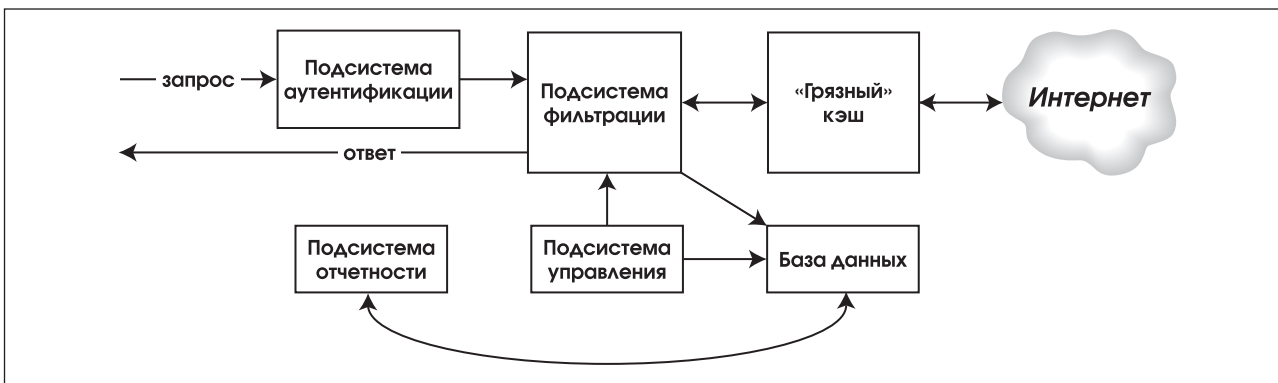 запрос
Подсистема
аутентификации
Подсистема
фильтрации
«Грязный»
кэш
Интернет
ответ
Подсистема
отчетности
Подсистема
управления
База данных